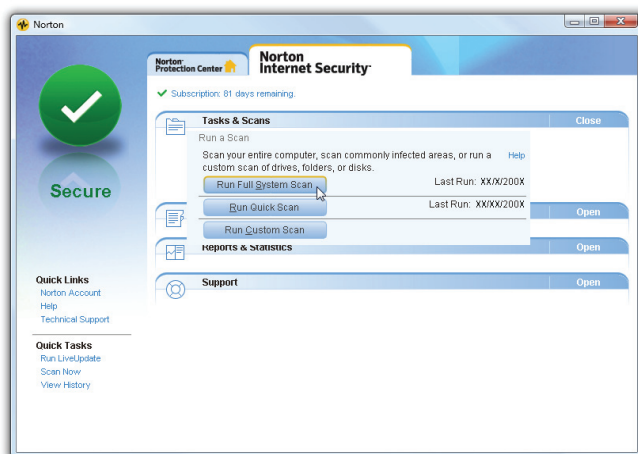 Norton
Norton
Protection Center
Norton
Internet Security
Subscription: 81 days remaining.
Tasks & Scans
Close
Run a Scan
Scan your entire computer, scan commonly infected areas, or run a
custom scan of drives, folders, or disks.
Help
Run Full System Scan
Last Run: XX/X/200X
Run Quick Scan
Last Run: XX/XX/200X
Open
Run Custom Scan
Reports & Statistics
Open
Support
Open
Secure
Quick Links
Norton Account
Help
Technical Support
Quick Tasks
Run LiveUpdate
Scan Now
View History